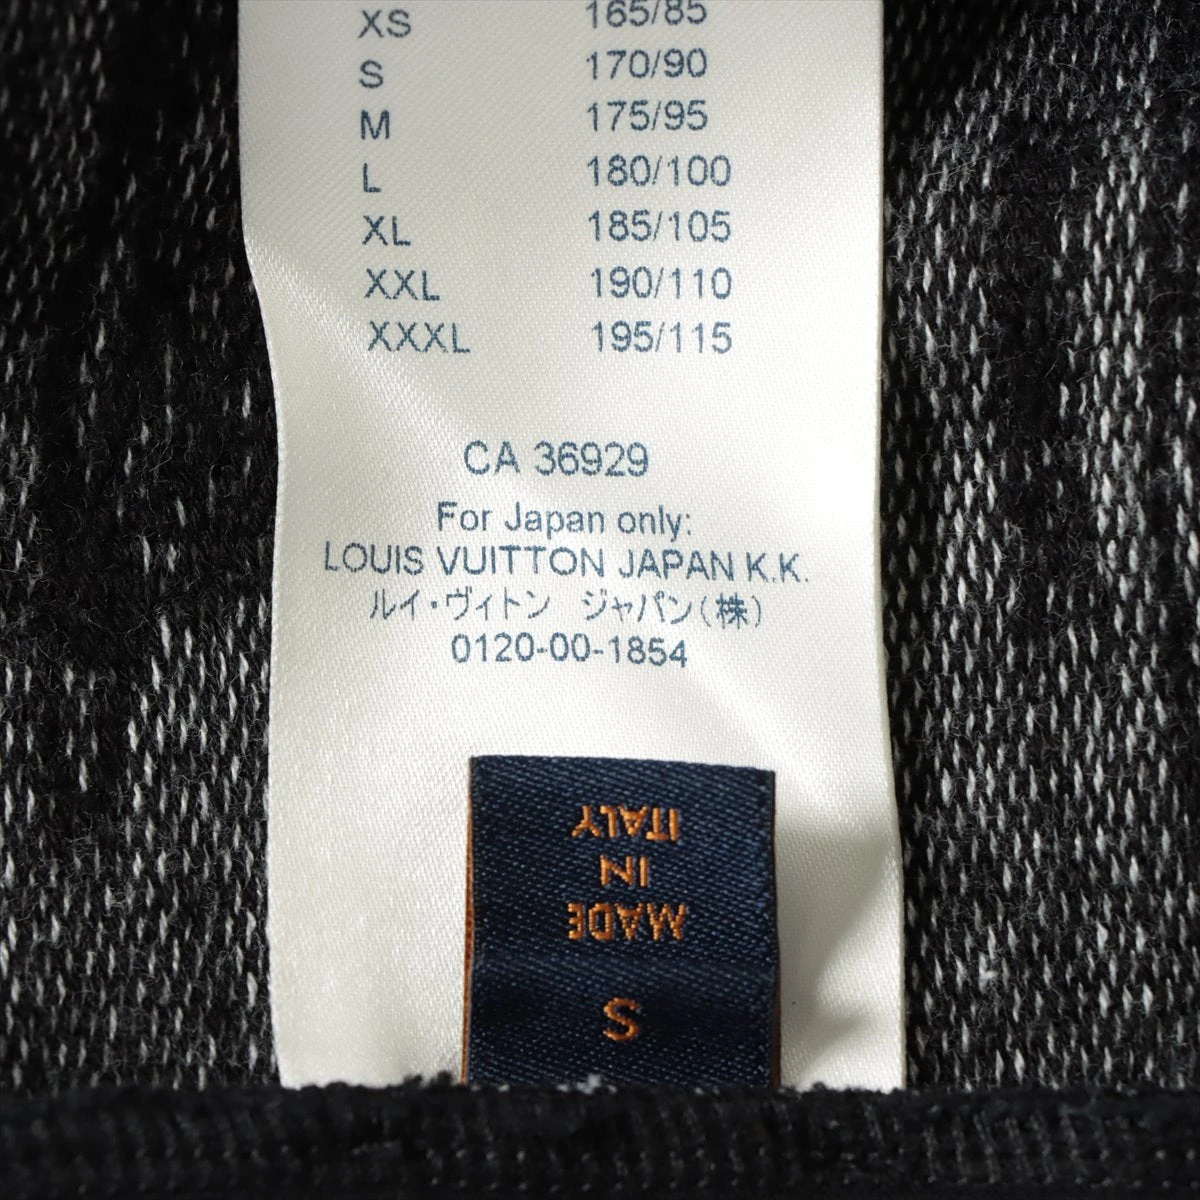 XS 165/85
S 170/90
M 175/95
L 180/100
XL 185/105
XXL 190/110
XXXL 195/115
CA 36929
For Japan only:
LOUIS VUITTON JAPAN K.K.
ルイ・ヴィトン ジャパン(株)
0120-00-1854
S
MADE
IN
ITALY